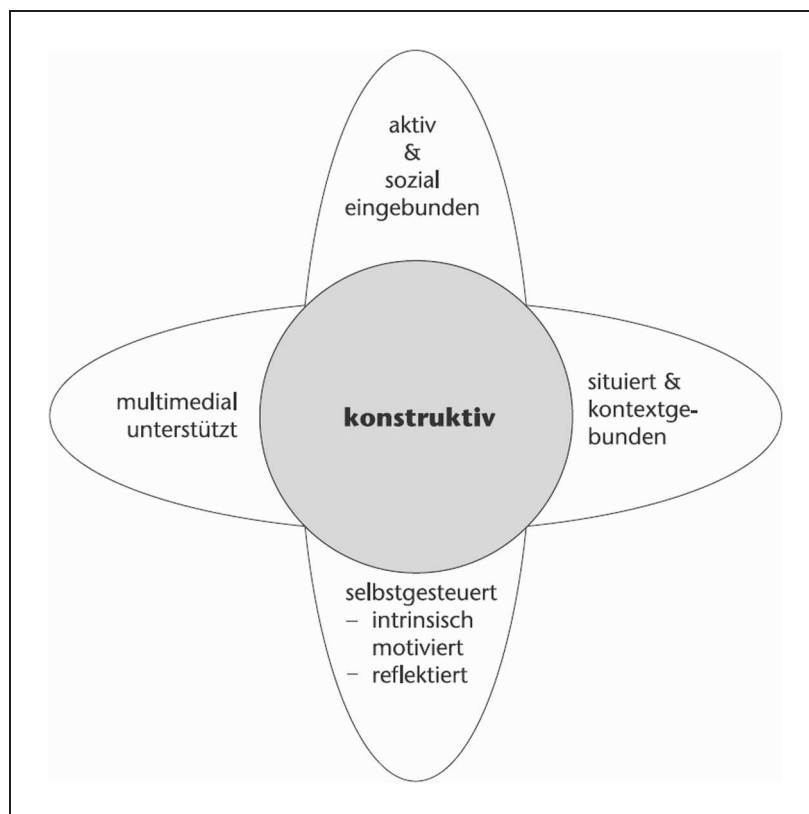 aktiv
&
sozial
eingebunden
multimedial
unterstützt
konstruktiv
situiert &
kontextge-
bunden
selbstgesteuert
– intrinsisch
motiviert
– reflektiert